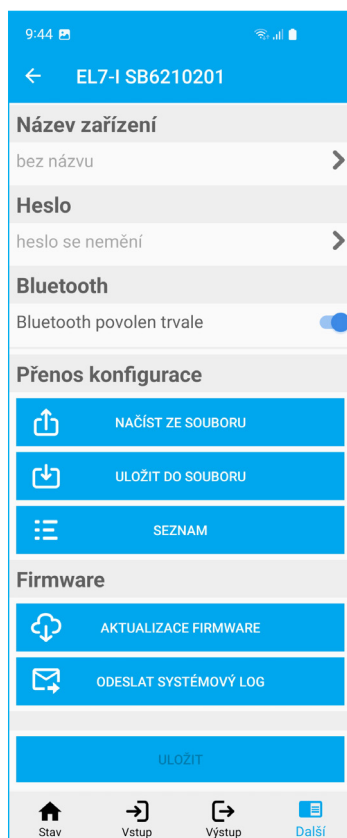 9:44
EL7-I SB6210201
Název zařízení
bez názvu
Heslo
heslo se nemění
Bluetooth
Bluetooth povolen trvale
Přenos konfigurace
NAČÍST ZE SOUBORU
ULOŽIT DO SOUBORU
SEZNAM
Firmware
AKTUALIZACE FIRMWARE
ODESLAT SYSTÉMOVÝ LOG
ULOŽIT
Stav Vstup Výstup Další